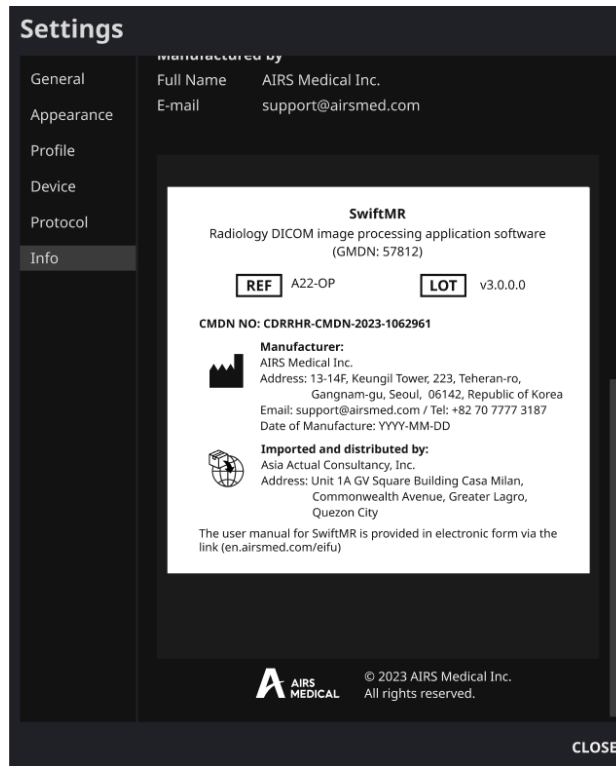 Settings
General
Appearance
Profile
Device
Protocol
Info
Manufactured by
Full Name AIRS Medical Inc.
E-mail support@airsmed.com
SwiftMR
Radiology DICOM image processing application software
(GMDN: 57812)
REF A22-OP LOT v3.0.0.0
CMDN NO: CDRRHR-CMDN-2023-1062961
Manufacturer:
AIRS Medical Inc.
Address: 13-14F, Keungil Tower, 223, Teheran-ro,
Gangnam-gu, Seoul, 06142, Republic of Korea
Email: support@airsmed.com / Tel: +82 70 7777 3187
Date of Manufacture: YYYY-MM-DD
Imported and distributed by:
Asia Actual Consultancy, Inc.
Address: Unit 1A GV Square Building Casa Milan,
Commonwealth Avenue, Greater Lagro,
Quezon City
The user manual for SwiftMR is provided in electronic form via the
link (en.airsmed.com/eifu)
AIRS
MEDICAL
© 2023 AIRS Medical Inc.
All rights reserved.
CLOSE